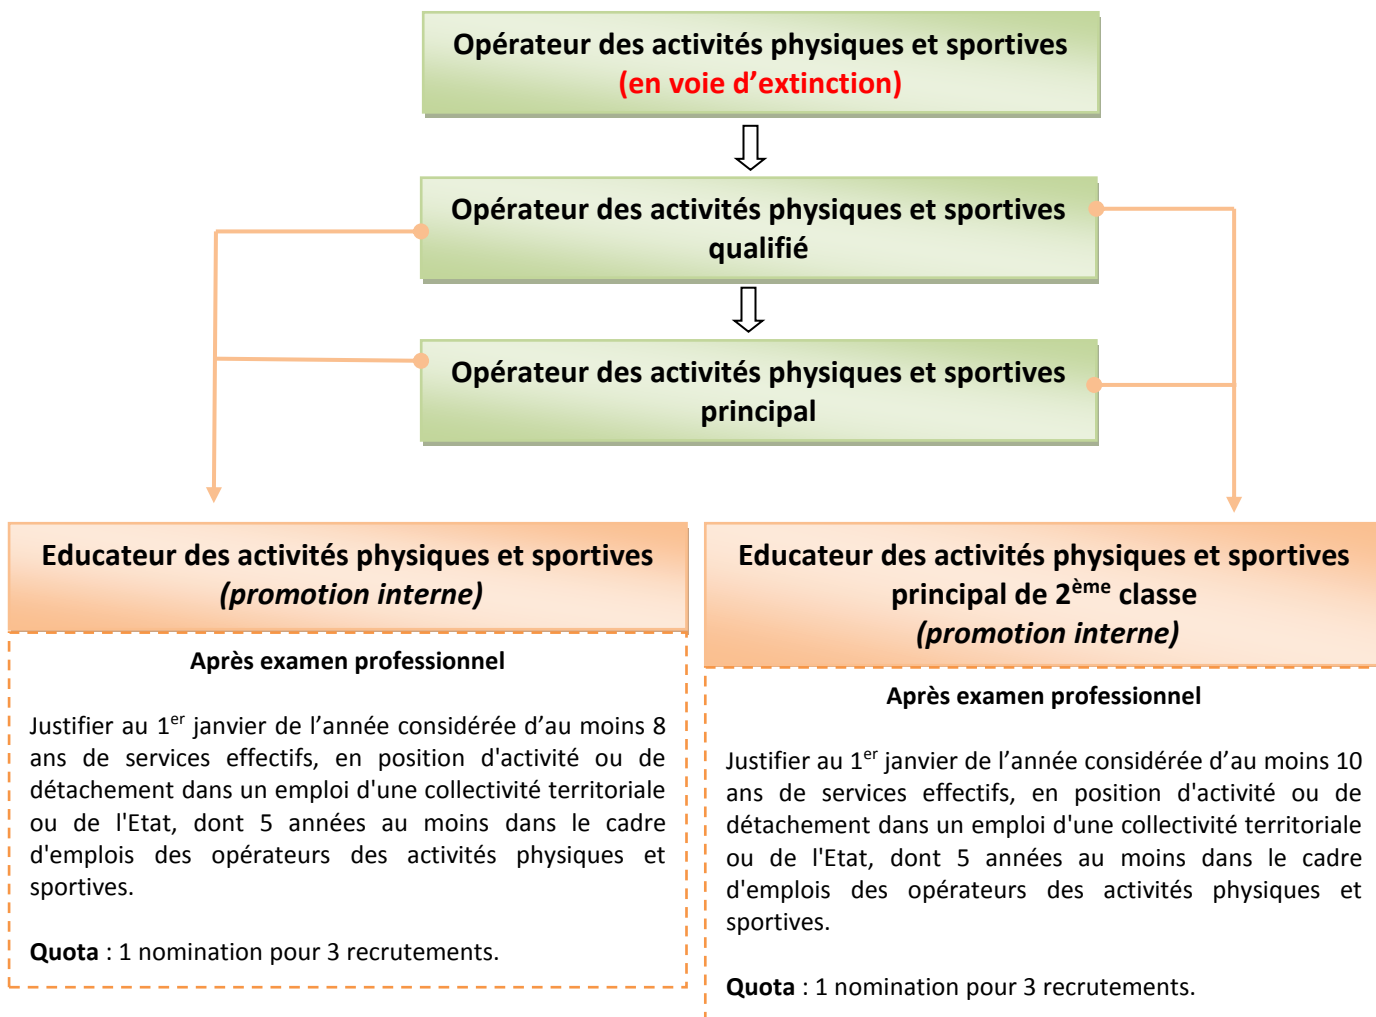 Opérateur des activités physiques et sportives
(en voie d’extinction)
Opérateur des activités physiques et sportives
qualifié
Opérateur des activités physiques et sportives
principal
Educateur des activités physiques et sportives
(promotion interne)
Après examen professionnel
Justifier au 1er janvier de l’année considérée d’au moins 8
ans de services effectifs, en position d'activité ou de
détachement dans un emploi d'une collectivité territoriale
ou de l'Etat, dont 5 années au moins dans le cadre
d'emplois des opérateurs des activités physiques et
sportives.
Quota : 1 nomination pour 3 recrutements.
Educateur des activités physiques et sportives
principal de 2ème classe
(promotion interne)
Après examen professionnel
Justifier au 1er janvier de l’année considérée d’au moins 10
ans de services effectifs, en position d'activité ou de
détachement dans un emploi d'une collectivité territoriale
ou de l'Etat, dont 5 années au moins dans le cadre
d'emplois des opérateurs des activités physiques et
sportives.
Quota : 1 nomination pour 3 recrutements.